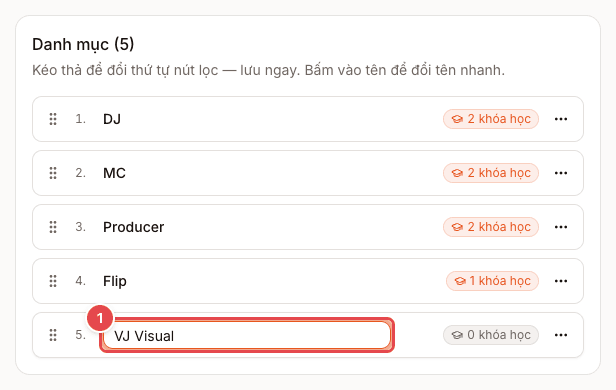 Danh mục (5)
Kéo thả để đổi thứ tự nút lọc — lưu ngay. Bấm vào tên để đổi tên nhanh.
1. DJ 2 khóa học
2. MC 2 khóa học
3. Producer 2 khóa học
4. Flip 1 khóa học
1
5. VJ Visual 0 khóa học